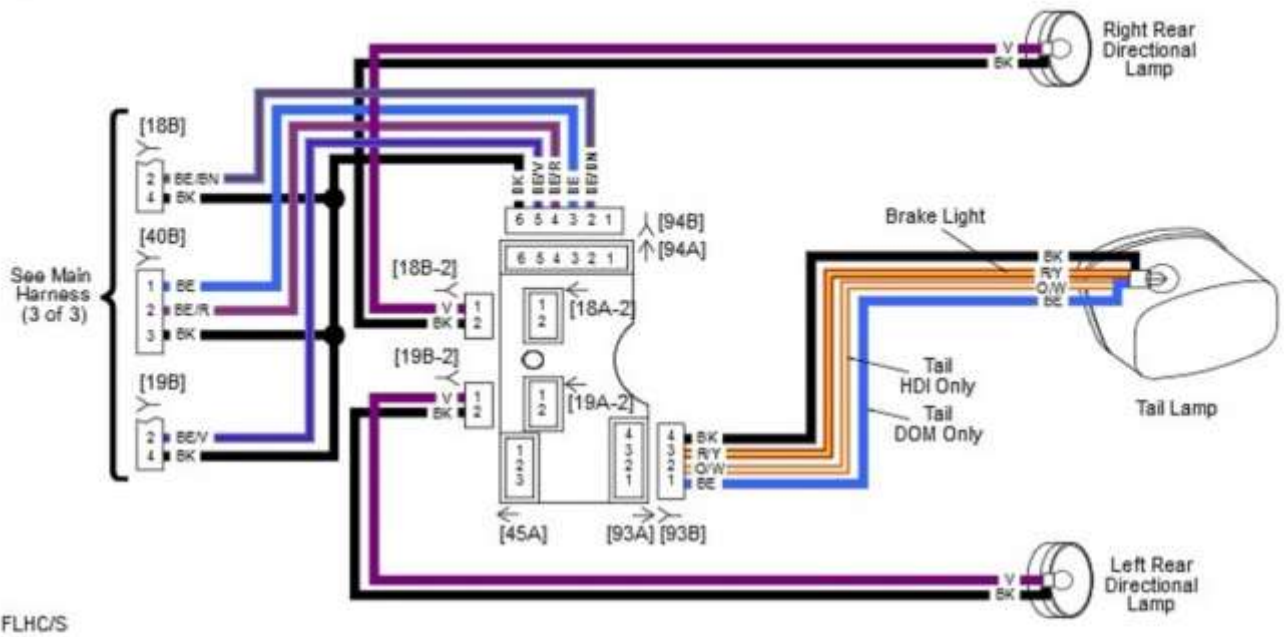 V
BK
Right Rear
Directional
Lamp
[18B]
2 BE/BN
4 BK
BK BE/V BE/R BE BE/BN
6 5 4 3 2 1 [94B]
[94A]
6 5 4 3 2 1
[40B]
See Main
Harness
(3 of 3)
1 BE
2 BE/R
3 BK
[18B-2]
V 1
BK 2
1
2
[18A-2]
Brake Light
BK
R/Y
O/W
BE
Tail
HDI Only
Tail
DOM Only
Tail Lamp
[19B]
2 BE/V
4 BK
[19B-2]
V 1
BK 2
1
2
[19A-2]
1
2
3
4
3
2
1
4 BK
3 R/Y
2 O/W
1 BE
[45A]
[93A] [93B]
V
BK
Left Rear
Directional
Lamp
FLHC/S